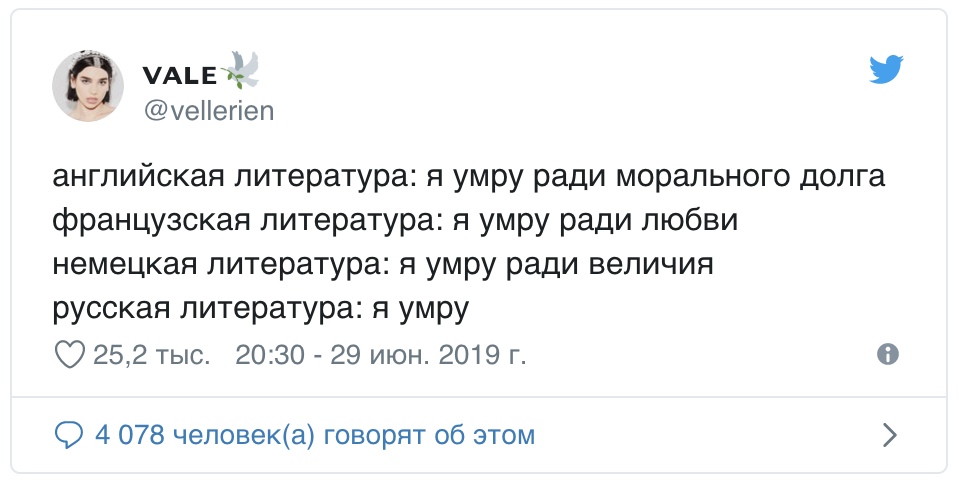 VALE🕊
@vellerien
английская литература: я умру ради морального долга
французская литература: я умру ради любви
немецкая литература: я умру ради величия
русская литература: я умру
25,2 тыс. 20:30 - 29 июн. 2019 г.
4 078 человек(а) говорят об этом